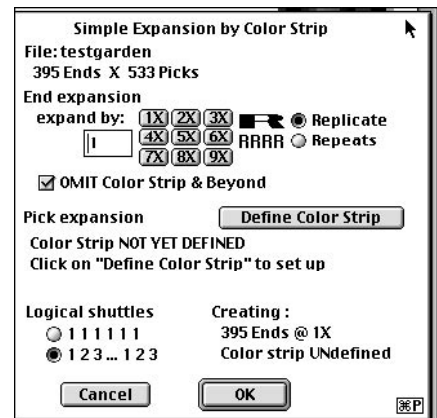 Simple Expansion by Color Strip
File: testgarden
395 Ends X 533 Picks
End expansion
expand by: 1X 2X 3X R Replicate
1 4X 5X 6X RRRR Repeats
7X 8X 9X
OMIT Color Strip & Beyond
Pick expansion Define Color Strip
Color Strip NOT YET DEFINED
Click on "Define Color Strip" to set up
Logical shuttles Creating :
1 1 1 1 1 1 395 Ends @ 1X
1 2 3 ... 1 2 3 Color strip UNdefined
Cancel OK
⌘P